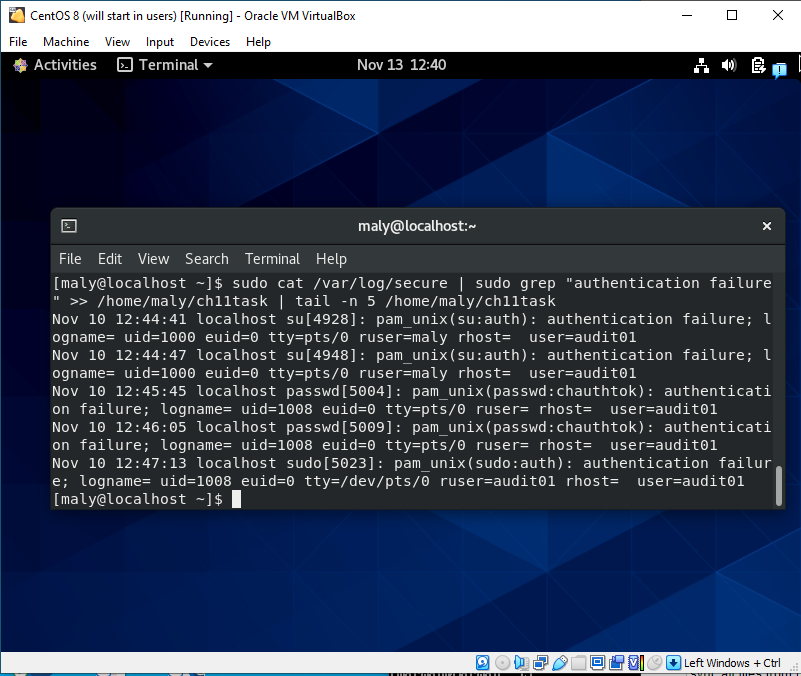 CentOS 8 (will start in users) [Running] - Oracle VM VirtualBox
File Machine View Input Devices Help
Activities Terminal Nov 13 12:40
maly@localhost:~
File Edit View Search Terminal Help
[maly@localhost ~]$ sudo cat /var/log/secure | sudo grep "authentication failure
" >> /home/maly/ch11task | tail -n 5 /home/maly/ch11task
Nov 10 12:44:41 localhost su[4928]: pam_unix(su:auth): authentication failure; l
ogname= uid=1000 euid=0 tty=pts/0 ruser=maly rhost=  user=audit01
Nov 10 12:44:47 localhost su[4948]: pam_unix(su:auth): authentication failure; l
ogname= uid=1000 euid=0 tty=pts/0 ruser=maly rhost=  user=audit01
Nov 10 12:45:45 localhost passwd[5004]: pam_unix(passwd:chauthtok): authenticati
on failure; logname= uid=1008 euid=0 tty=pts/0 ruser= rhost=  user=audit01
Nov 10 12:46:05 localhost passwd[5009]: pam_unix(passwd:chauthtok): authenticati
on failure; logname= uid=1008 euid=0 tty=pts/0 ruser= rhost=  user=audit01
Nov 10 12:47:13 localhost sudo[5023]: pam_unix(sudo:auth): authentication failur
e; logname= uid=1008 euid=0 tty=/dev/pts/0 ruser=audit01 rhost=  user=audit01
[maly@localhost ~]$
Left Windows + Ctrl